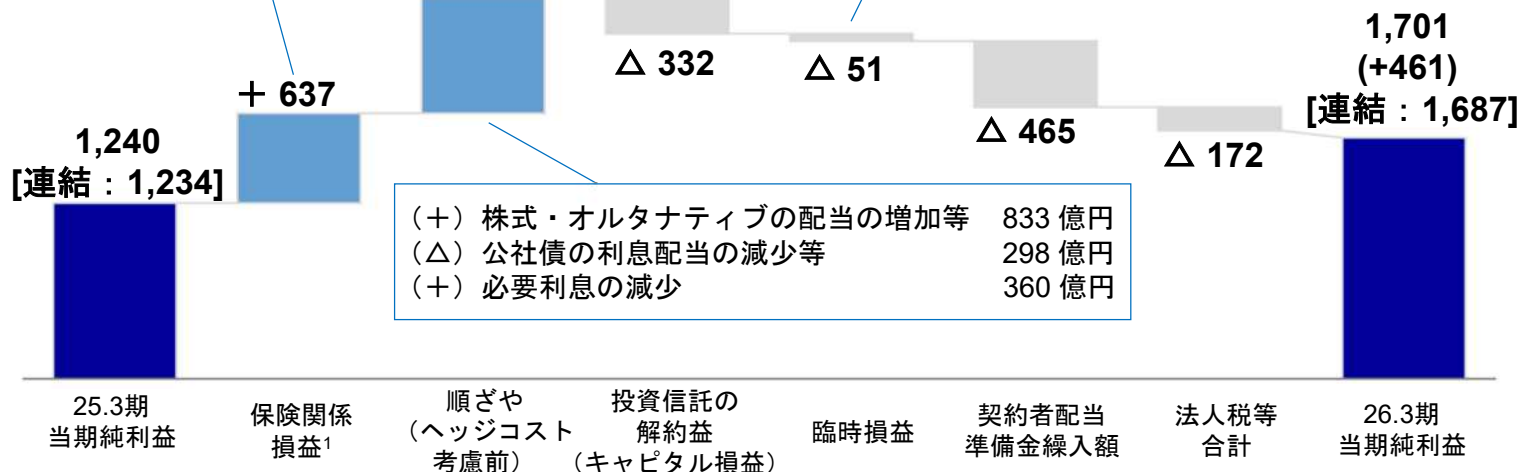 1,240
[連結：1,234]
＋ 637
△ 332
△ 51
△ 465
△ 172
1,701
(+461)
[連結：1,687]
（＋）株式・オルタナティブの配当の増加等 833 億円
（△）公社債の利息配当の減少等 298 億円
（＋）必要利息の減少 360 億円
25.3期
当期純利益
保険関係
損益1
順ざや
（ヘッジコスト
考慮前）
投資信託の
解約益
（キャピタル損益）
臨時損益
契約者配当
準備金繰入額
法人税等
合計
26.3期
当期純利益